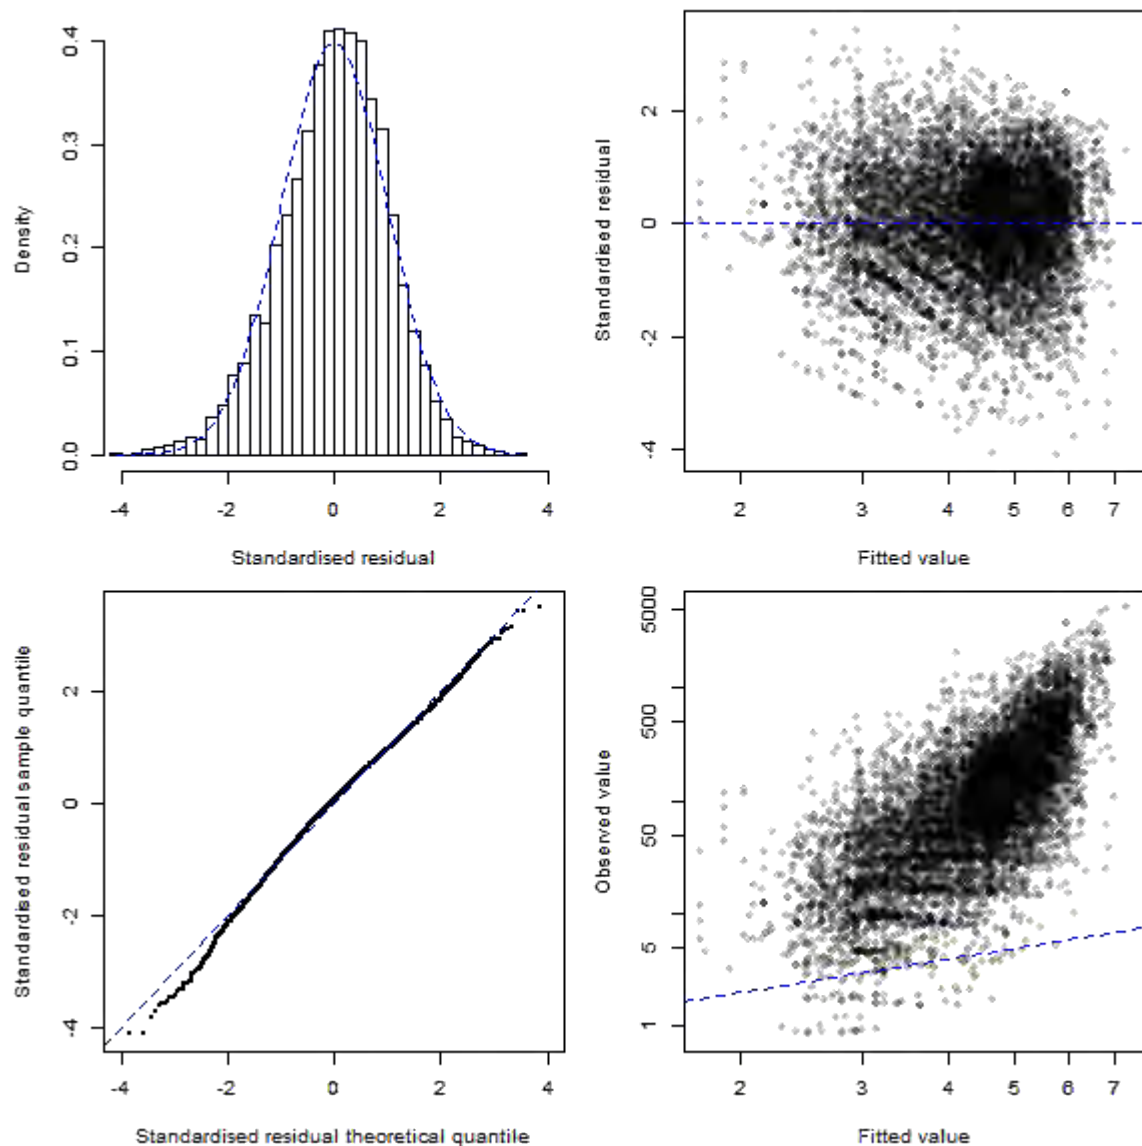 Density
0.0 0.1 0.2 0.3 0.4
-4 -2 0 2 4
Standardised residual
Standardised residual
-4 -2 0 2
2 3 4 5 6 7
Fitted value
Standardised residual sample quantile
-4 -2 0 2
-4 -2 0 2 4
Standardised residual theoretical quantile
Observed value
1 5 50 500 5000
2 3 4 5 6 7
Fitted value